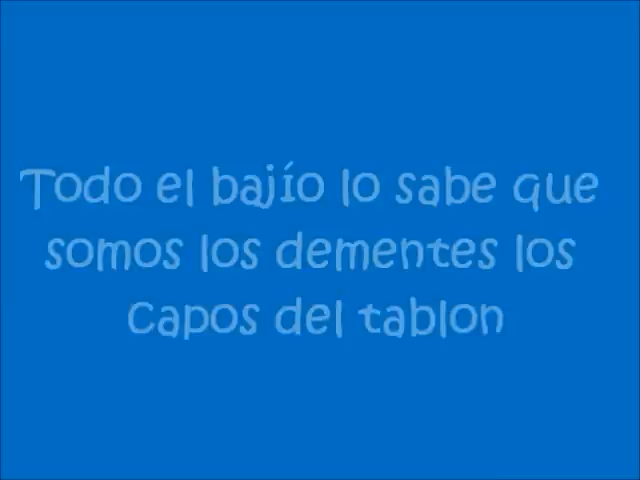 Todo el bajío lo sabe que
somos los dementes los
capos del tablon